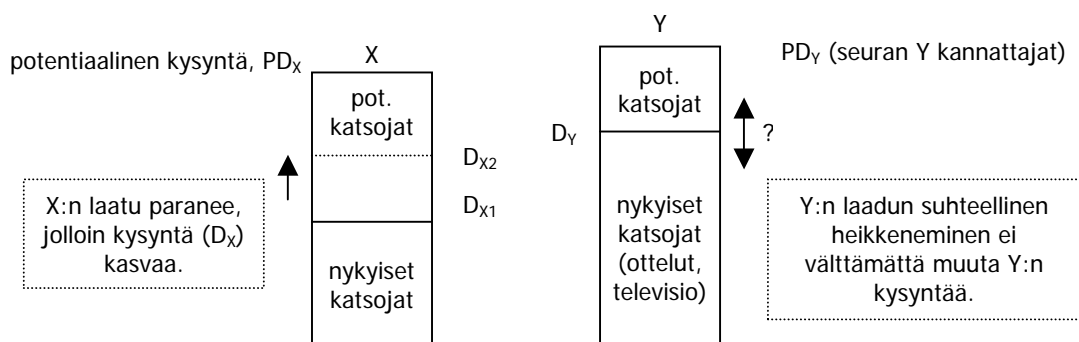 potentiaalinen kysyntä, PDX
X
pot.
katsojat
DX2
DX1
nykyiset
katsojat
X:n laatu paranee,
jolloin kysyntä (DX)
kasvaa.
Y
PDY (seuran Y kannattajat)
pot.
katsojat
DY
?
nykyiset
katsojat
(ottelut,
televisio)
Y:n laadun suhteellinen
heikkeneminen ei
välttämättä muuta Y:n
kysyntää.